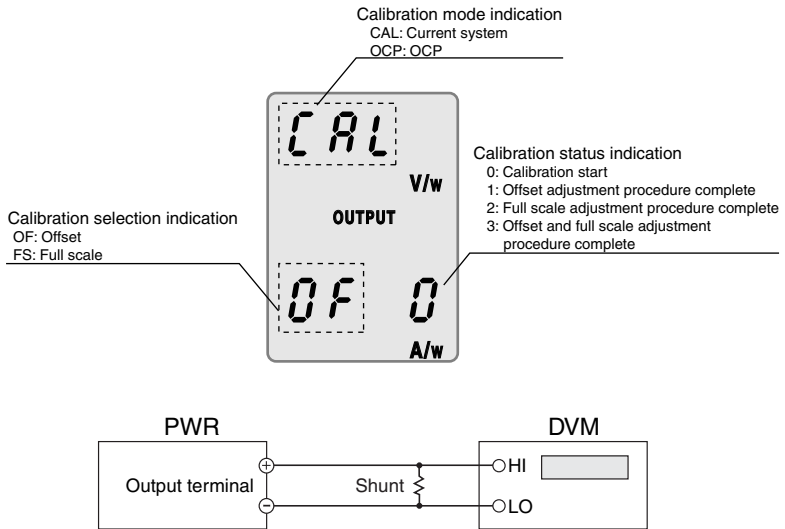 Calibration mode indication
CAL: Current system
OCP: OCP
CAL
V/w
OUTPUT
Calibration status indication
0: Calibration start
1: Offset adjustment procedure complete
2: Full scale adjustment procedure complete
3: Offset and full scale adjustment
procedure complete
Calibration selection indication
OF: Offset
FS: Full scale
OF 0
A/w
PWR
DVM
Output terminal
+
−
Shunt
HI
LO